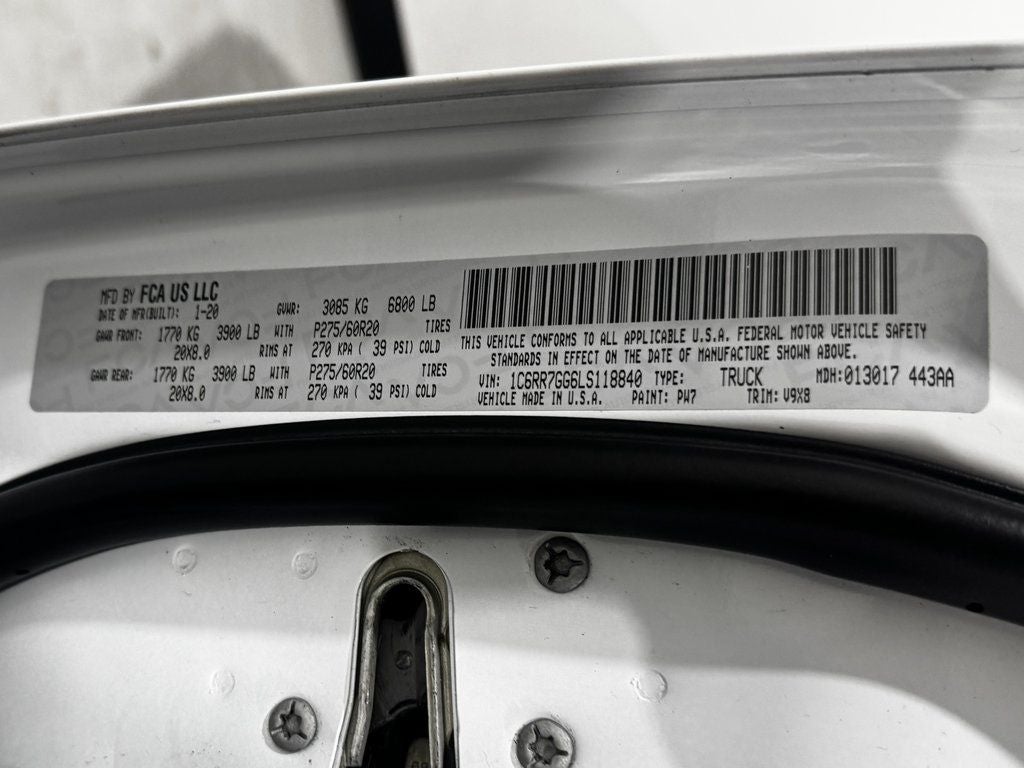 MFD BY FCA US LLC
DATE OF MFR(BUILT): 1-20 GVWR: 3085 KG 6800 LB
GAWR FRONT: 1770 KG 3900 LB WITH P275/60R20 TIRES
20X8.0 RIMS AT 270 KPA ( 39 PSI) COLD
GAWR REAR: 1770 KG 3900 LB WITH P275/60R20 TIRES
20X8.0 RIMS AT 270 KPA ( 39 PSI) COLD
THIS VEHICLE CONFORMS TO ALL APPLICABLE U.S.A. FEDERAL MOTOR VEHICLE SAFETY
STANDARDS IN EFFECT ON THE DATE OF MANUFACTURE SHOWN ABOVE.
VIN: 1C6RR7GG6LS118840 TYPE: TRUCK MDH:013017 443AA
VEHICLE MADE IN U.S.A. PAINT: PW7 TRIM: V9X8